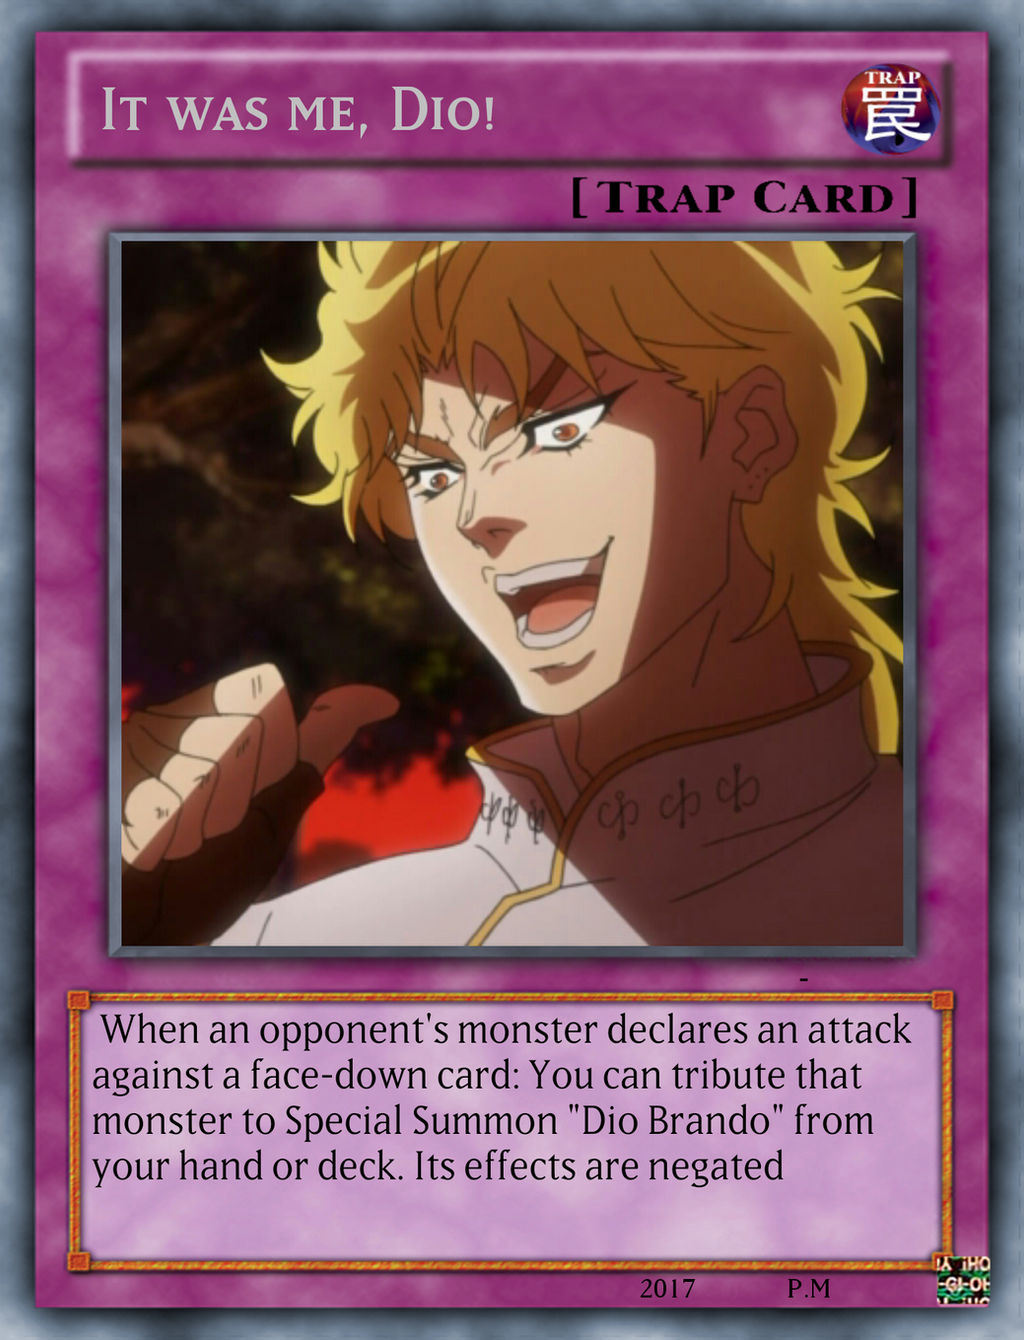 It was me, Dio!
TRAP
罠
[Trap Card]
-
When an opponent's monster declares an attack
against a face-down card: You can tribute that
monster to Special Summon "Dio Brando" from
your hand or deck. Its effects are negated
2017 P.M